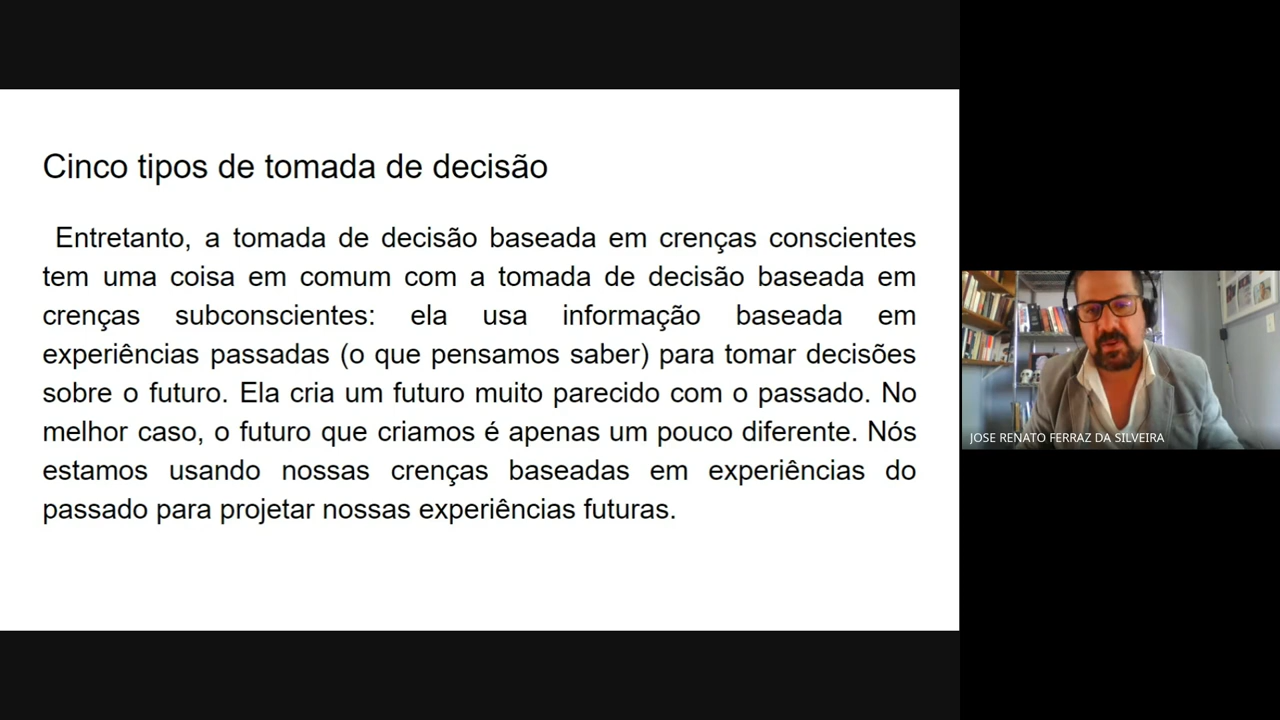 Cinco tipos de tomada de decisão
Entretanto, a tomada de decisão baseada em crenças conscientes
tem uma coisa em comum com a tomada de decisão baseada em
crenças subconscientes: ela usa informação baseada em
experiências passadas (o que pensamos saber) para tomar decisões
sobre o futuro. Ela cria um futuro muito parecido com o passado. No
melhor caso, o futuro que criamos é apenas um pouco diferente. Nós
estamos usando nossas crenças baseadas em experiências do
passado para projetar nossas experiências futuras.
JOSE RENATO FERRAZ DA SILVEIRA